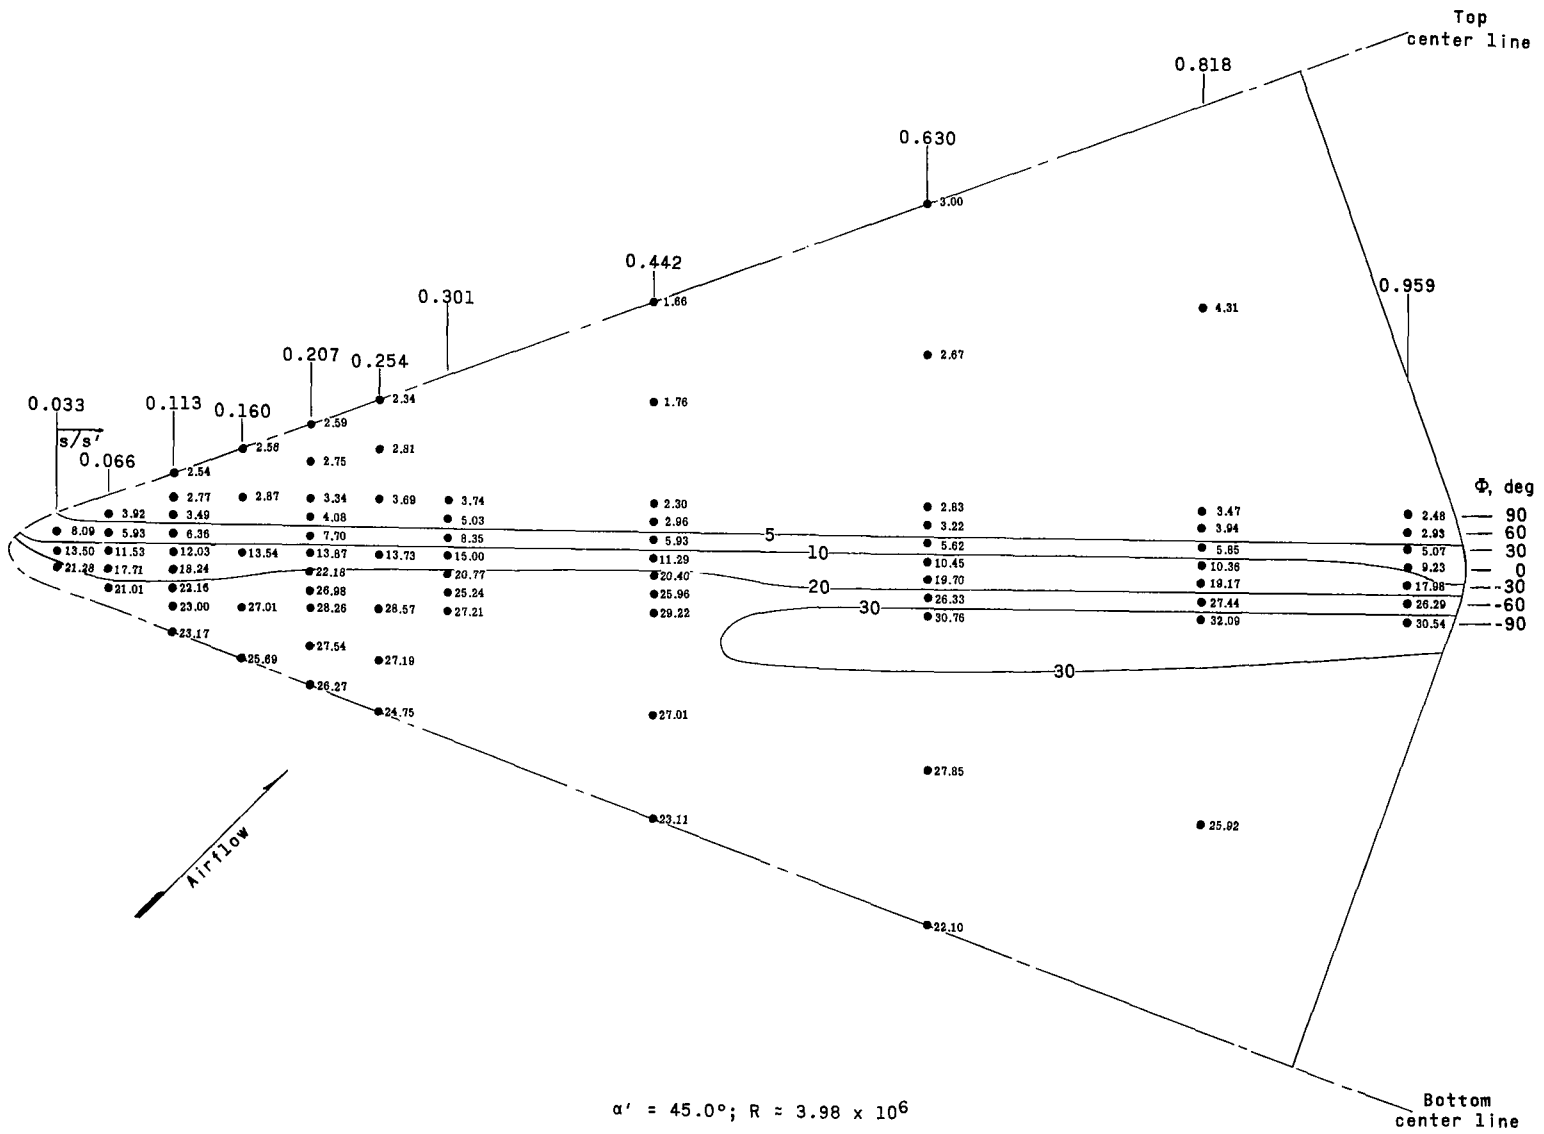 Top
center line
0.818
0.630
3.00
0.442
1.66
0.301
0.959
4.31
2.67
0.207
0.254
2.34
1.76
0.033
0.113
0.160
2.59
s/s'
0.066
2.56
2.81
2.75
2.54
Φ, deg
2.77 2.87 3.34 3.69 3.74 2.30 2.83
3.92 3.49 4.08 5.03 2.96 3.22 3.47 2.48 90
8.09 5.93 6.36 7.70 8.35 5.93 5 5.62 3.94 2.93 60
13.50 11.53 12.03 13.54 13.87 13.73 15.00 11.29 10 10.45 5.85 5.07 30
21.28 17.71 18.24 22.18 20.77 20.40 19.70 10.36 9.23 0
21.01 22.16 26.98 25.24 25.96 20 26.33 19.17 17.98 -30
23.00 27.01 28.26 28.57 27.21 29.22 30 30.76 27.44 26.29 -60
23.17 32.09 30.54 -90
27.54
25.69 27.19
30
26.27
24.75
27.01
27.85
23.11
25.92
Airflow
22.10
α' = 45.0°; R = 3.98 x 10⁶
Bottom
center line